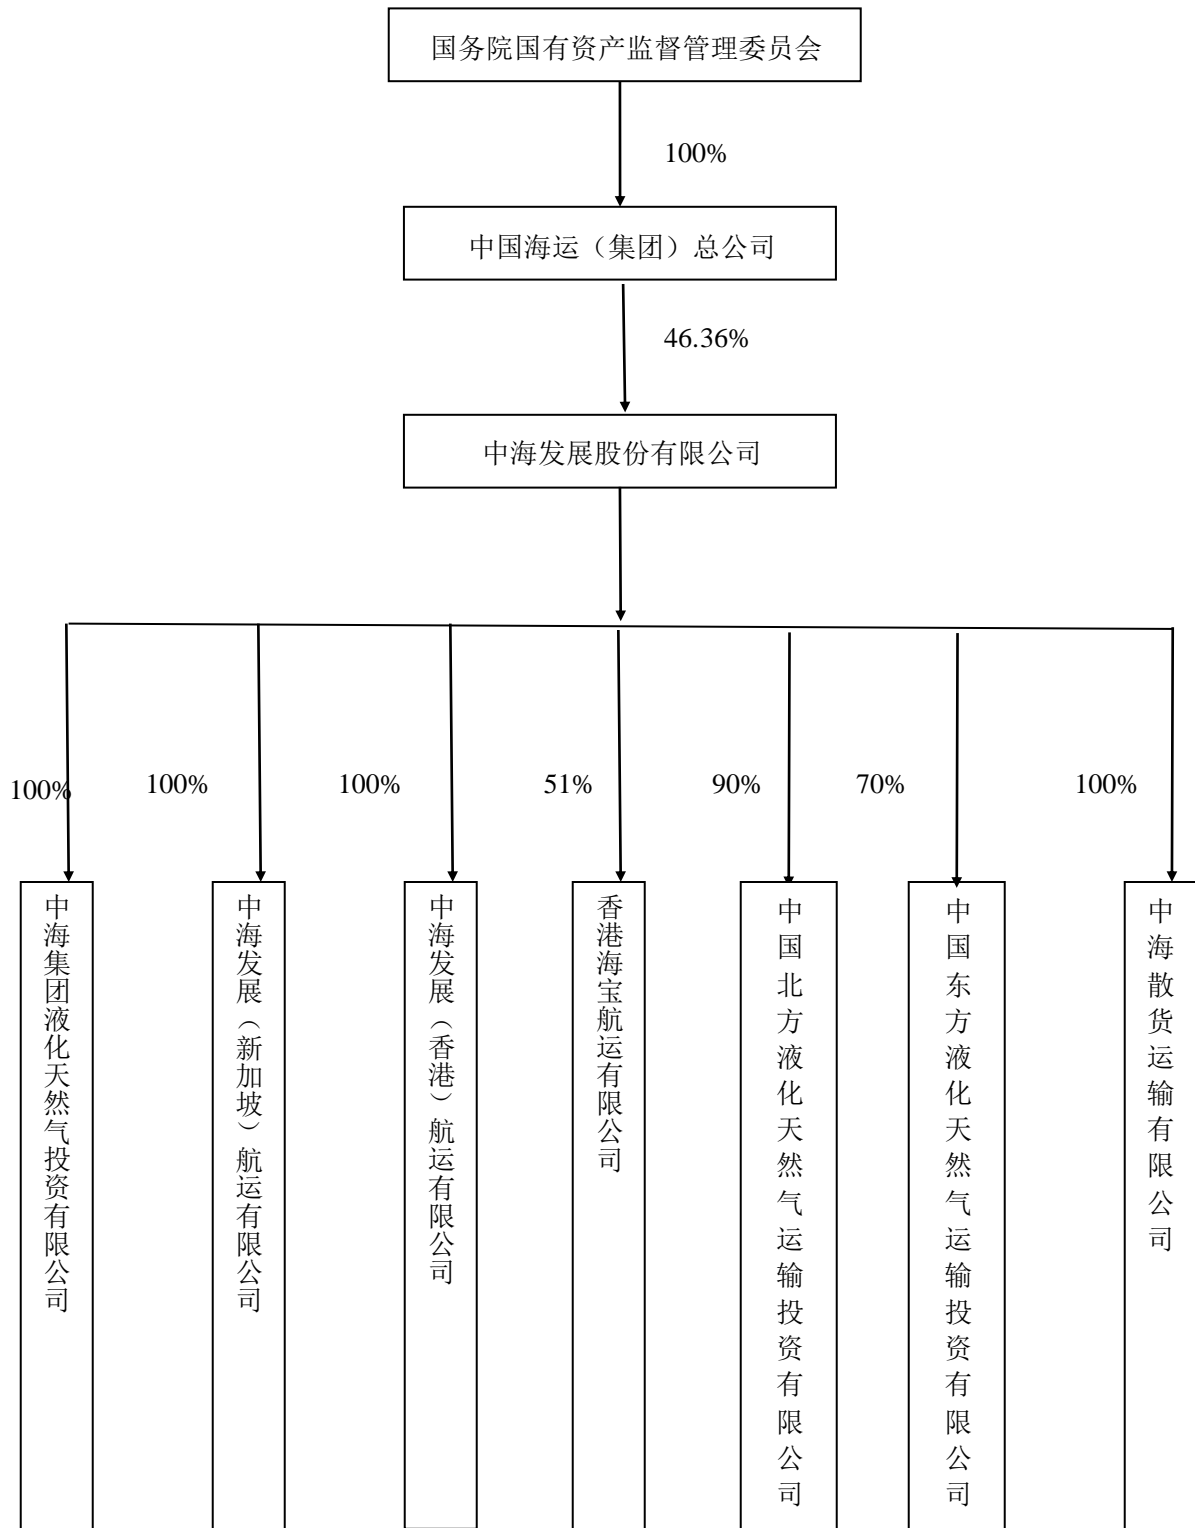 国务院国有资产监督管理委员会
100%
中国海运（集团）总公司
46.36%
中海发展股份有限公司
100%
100%
100%
51%
90%
70%
100%
中海集团液化天然气投资有限公司
中海发展（新加坡）航运有限公司
中海发展（香港）航运有限公司
香港海宝航运有限公司
中国北方液化天然气运输投资有限公司
中国东方液化天然气运输投资有限公司
中海散货运输有限公司